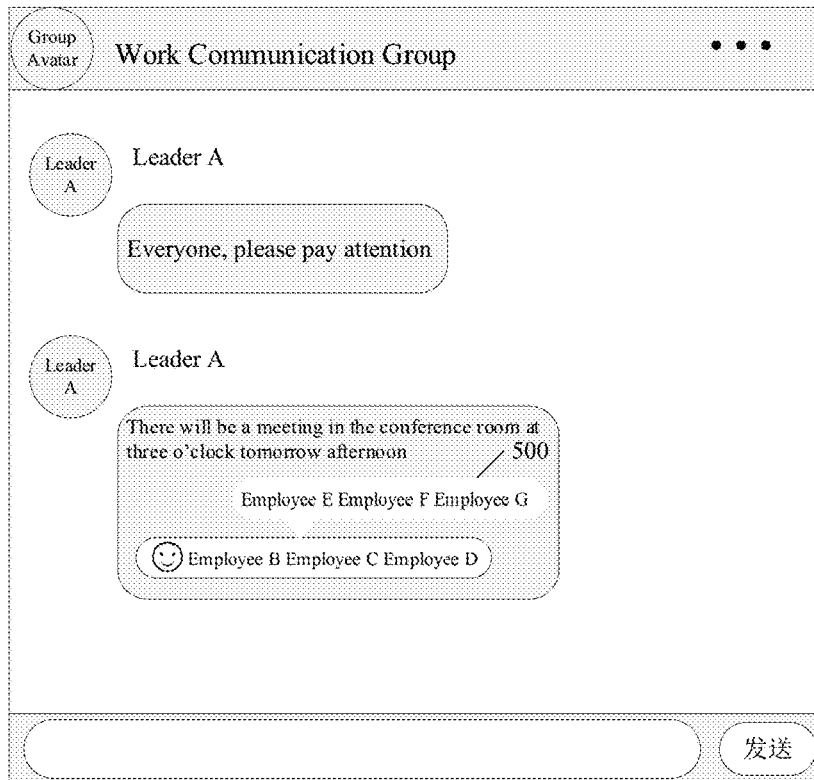 Group
Avatar
Work Communication Group
Leader
A
Leader A
Everyone, please pay attention
Leader
A
Leader A
There will be a meeting in the conference room at
three o'clock tomorrow afternoon
500
Employee E Employee F Employee G
Employee B Employee C Employee D
发送